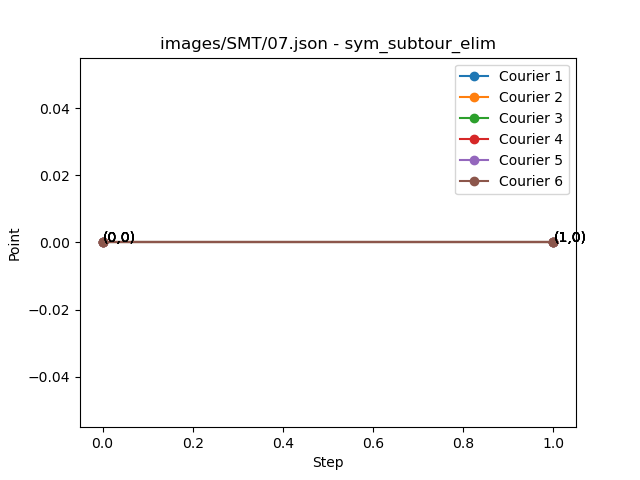 images/SMT/07.json - sym_subtour_elim
Courier 1
Courier 2
Courier 3
Courier 4
Courier 5
Courier 6
0.04
0.02
0.00
−0.02
−0.04
Point
(0,0)
(1,0)
0.0 0.2 0.4 0.6 0.8 1.0
Step